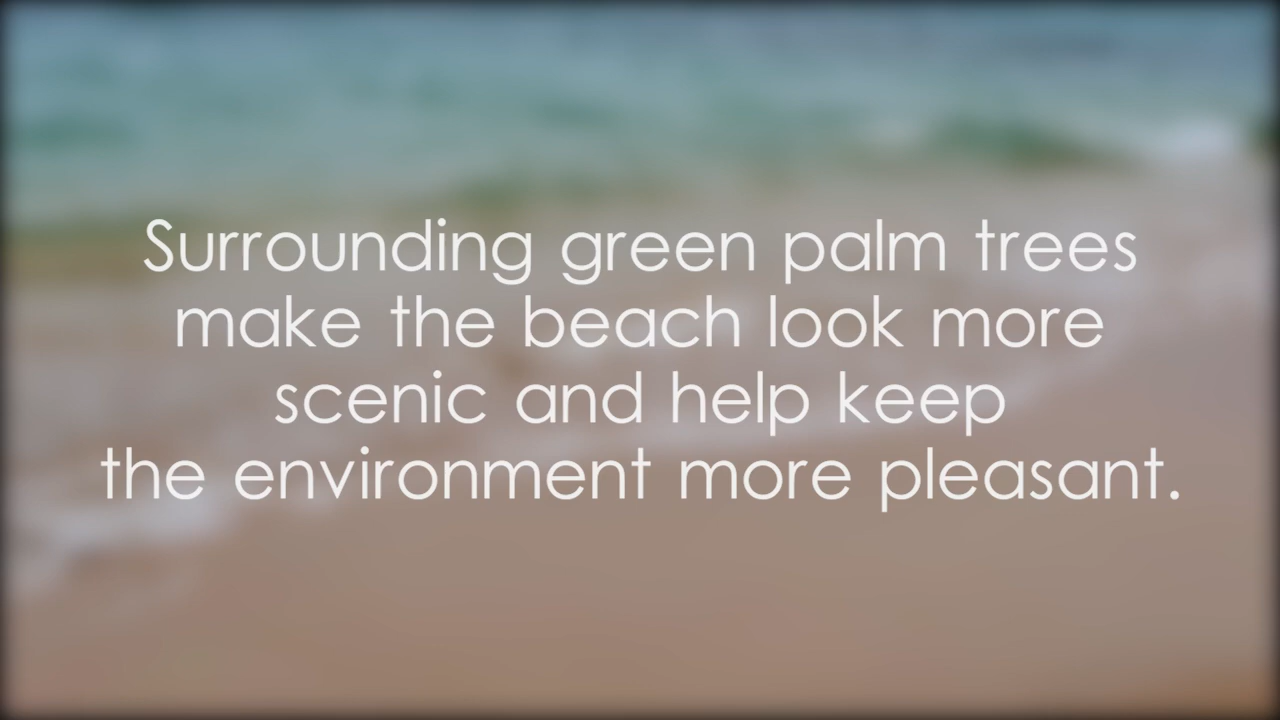 Surrounding green palm trees
make the beach look more
scenic and help keep
the environment more pleasant.